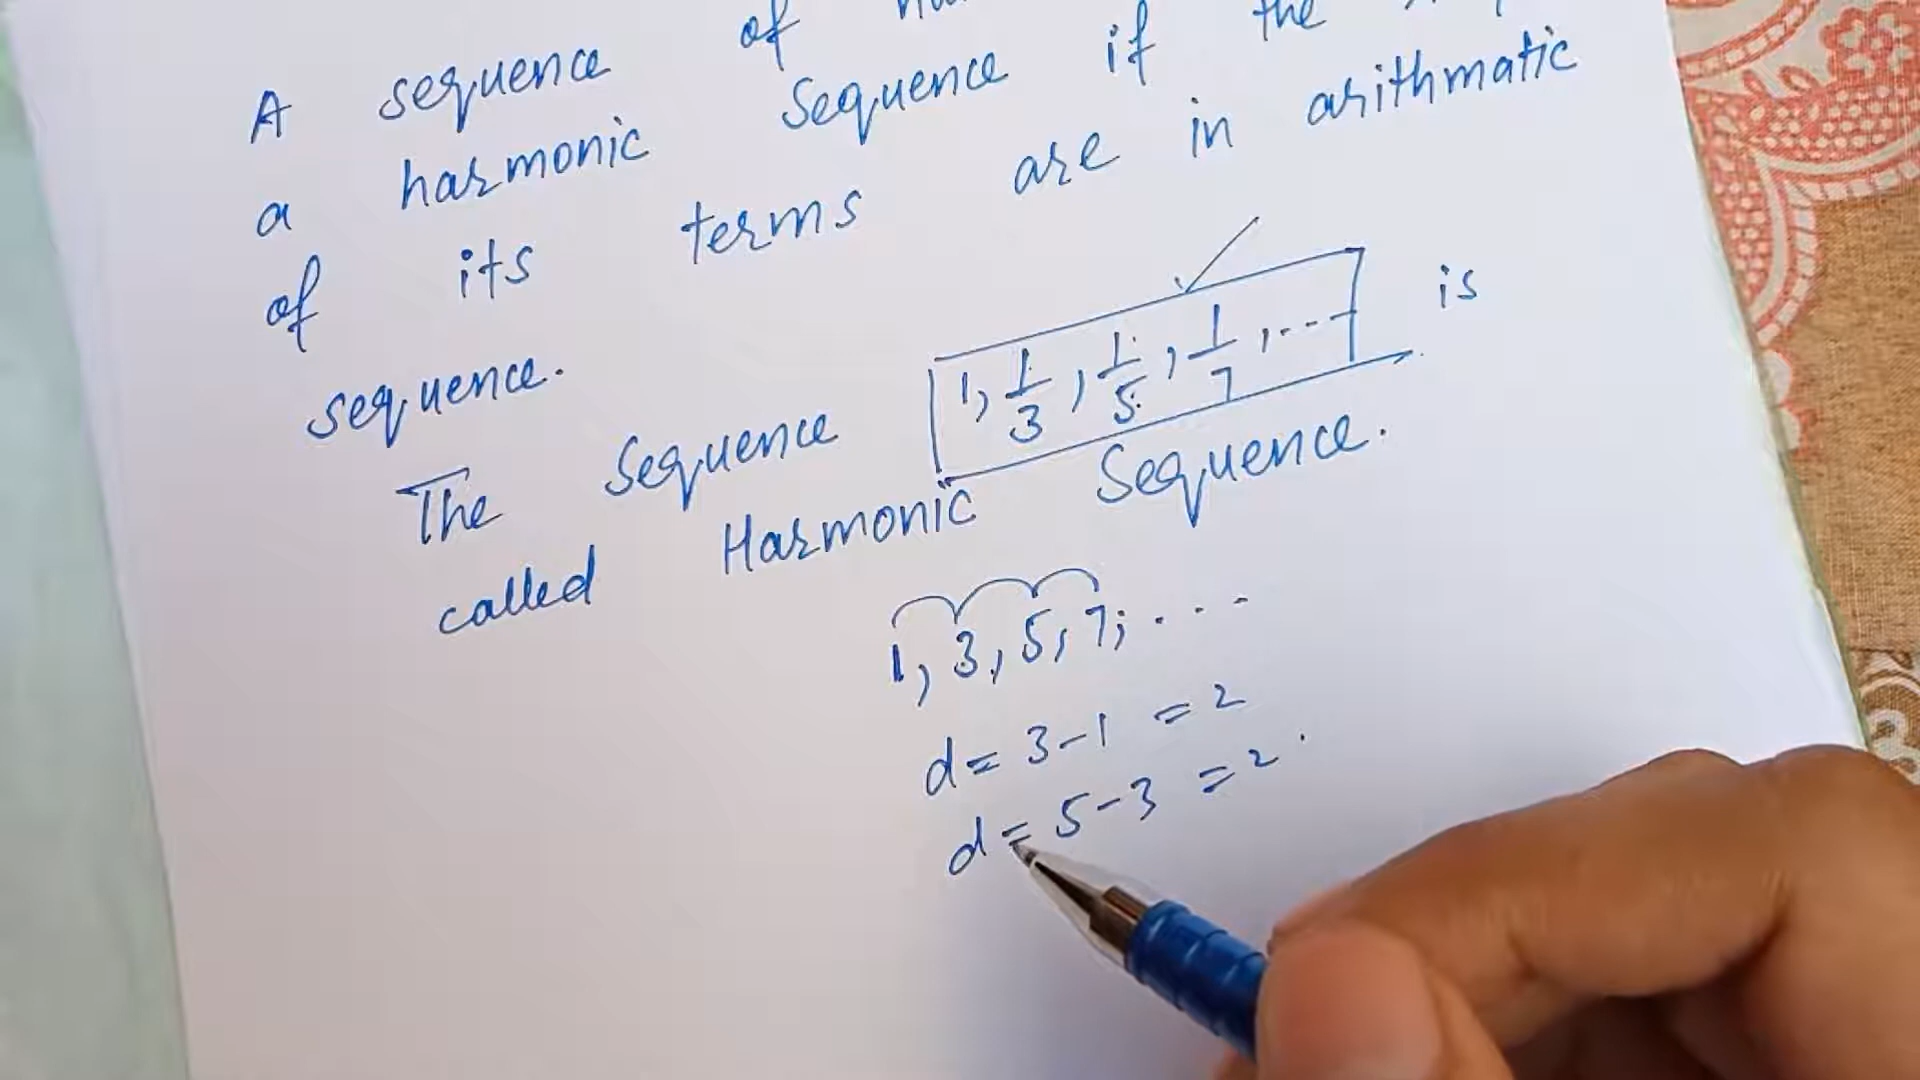 A sequence of
a harmonic Sequence if the
of its terms are in arithmatic
sequence.
The Sequence 1, 1/3, 1/5, 1/7, ... is
called Harmonic Sequence.
1, 3, 5, 7, ....
d = 3-1 = 2
d = 5-3 = 2